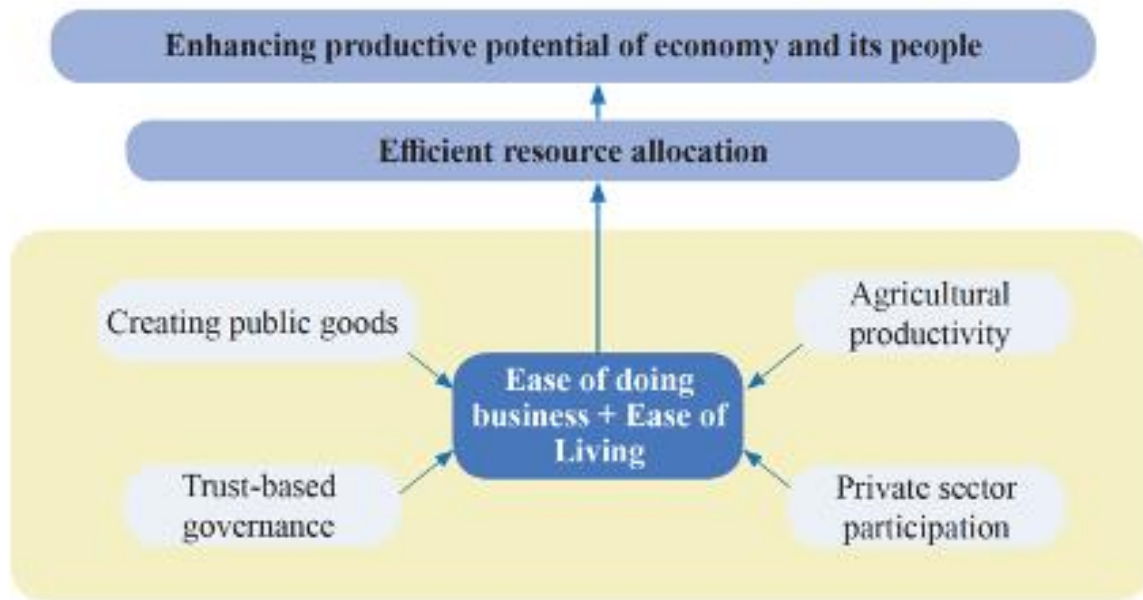 Enhancing productive potential of economy and its people
Efficient resource allocation
Creating public goods
Agricultural
productivity
Ease of doing
business + Ease of
Living
Trust-based
governance
Private sector
participation